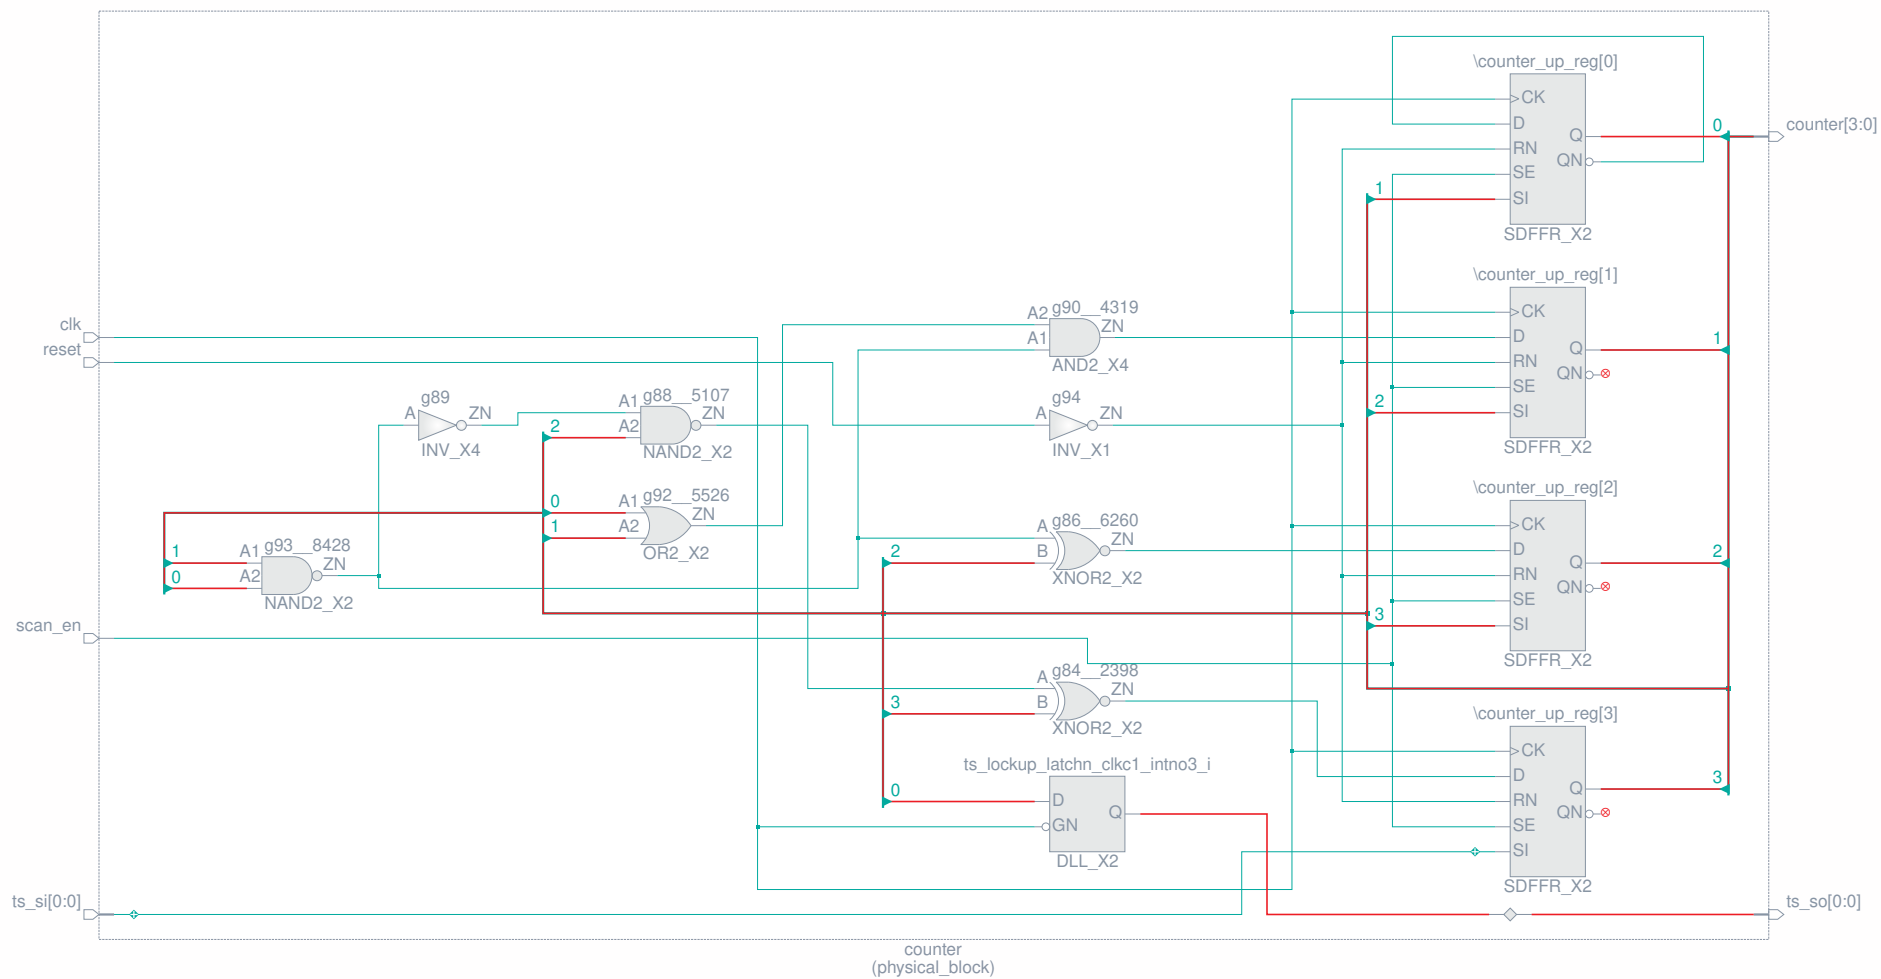 \counter_up_reg[0]
CK
D
RN
SE
SI
Q
QN
SDFFR_X2
0
counter[3:0]
1
\counter_up_reg[1]
CK
D
RN
SE
SI
Q
QN
SDFFR_X2
1
2
clk
reset
A2
g90__4319
A1
ZN
AND2_X4
g89
A
ZN
INV_X4
A1
g88__5107
A2
ZN
NAND2_X2
2
g94
A
ZN
INV_X1
\counter_up_reg[2]
CK
D
RN
SE
SI
Q
QN
SDFFR_X2
2
3
0
A1
g92__5526
1
A2
ZN
OR2_X2
1
A1
g93__8428
0
A2
ZN
NAND2_X2
A
g86__6260
B
ZN
XNOR2_X2
2
scan_en
A
g84__2398
B
ZN
XNOR2_X2
3
\counter_up_reg[3]
CK
D
RN
SE
SI
Q
QN
SDFFR_X2
3
ts_lockup_latchn_clkc1_intno3_i
0
D
GN
Q
DLL_X2
ts_si[0:0]
ts_so[0:0]
counter
(physical_block)